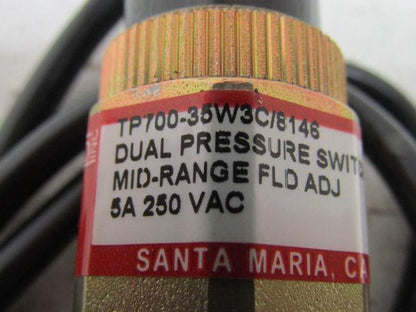 TP700-35W3C/8146
DUAL PRESSURE SWITC
MID-RANGE FLD ADJ
5A 250 VAC
SANTA MARIA, CA